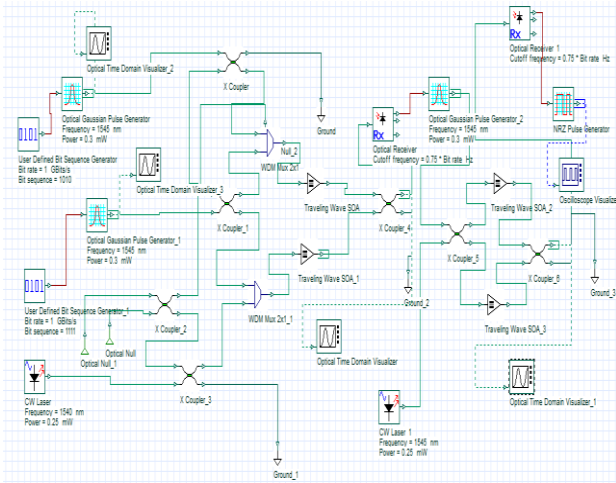 Optical Time Domain Visualizer_2
X Coupler
Ground
Optical Gaussian Pulse Generator
Frequency = 1545 nm
Power = 0.3 mW
User Defined Bit Sequence Generator
Bit rate = 1 GBits/s
Bit sequence = 1010
Optical Time Domain Visualizer_3
Null_2
WDM Mux 2x1
Optical Gaussian Pulse Generator_1
Frequency = 1545 nm
Power = 0.3 mW
X Coupler_1
Traveling Wave SOA
X Coupler_4
Rx
Optical Receiver
Cutoff frequency = 0.75 * Bit rate Hz
Optical Gaussian Pulse Generator_2
Frequency = 1545 nm
Power = 0.3 mW
Rx
Optical Receiver 1
Cutoff frequency = 0.75 * Bit rate Hz
NRZ Pulse Generator
Oscilloscope Visualize
Traveling Wave SOA_2
X Coupler_5
X Coupler_6
Traveling Wave SOA_3
Ground_3
Traveling Wave SOA_1
Ground_2
User Defined Bit Sequence Generator_1
Bit rate = 1 GBits/s
Bit sequence = 1111
X Coupler_2
WDM Mux 2x1_1
Optical Null
Optical Null_1
CW Laser
Frequency = 1540 nm
Power = 0.25 mW
X Coupler_3
Ground_1
Optical Time Domain Visualizer
CW Laser 1
Frequency = 1545 nm
Power = 0.25 mW
Optical Time Domain Visualizer_1